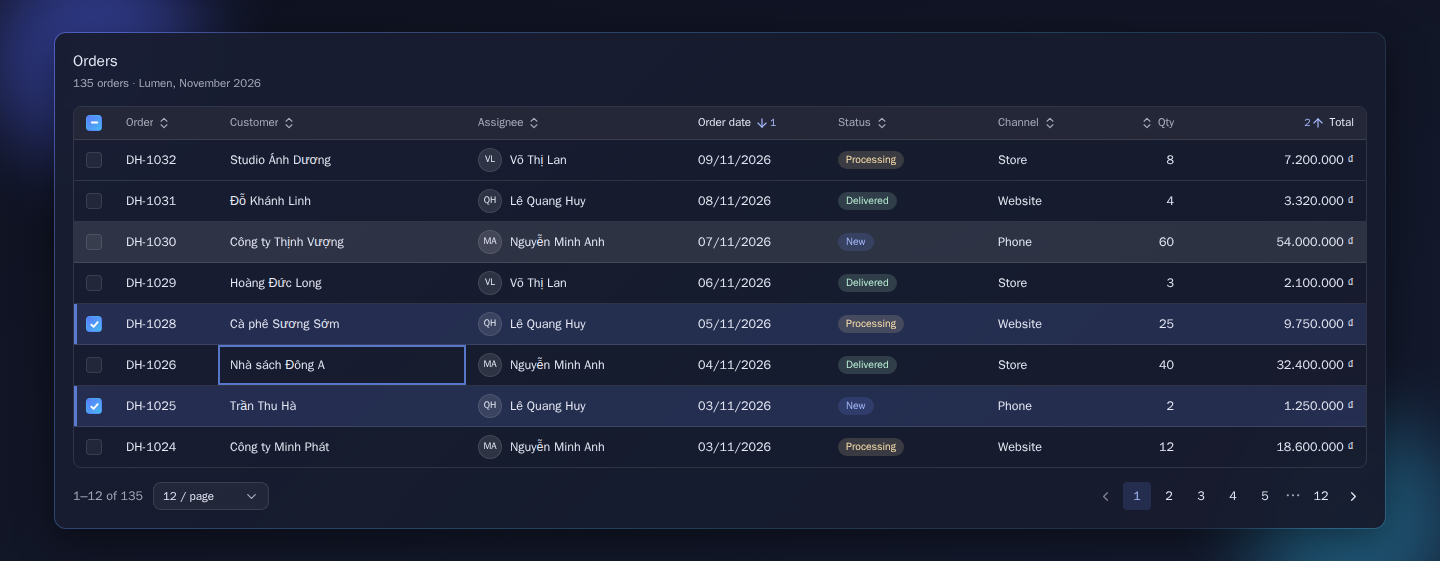 Orders
135 orders · Lumen, November 2026
Order Customer Assignee Order date 1 Status Channel Qty 2 Total
DH-1032 Studio Ánh Dương VL Võ Thị Lan 09/11/2026 Processing Store 8 7.200.000 ₫
DH-1031 Đỗ Khánh Linh QH Lê Quang Huy 08/11/2026 Delivered Website 4 3.320.000 ₫
DH-1030 Công ty Thịnh Vượng MA Nguyễn Minh Anh 07/11/2026 New Phone 60 54.000.000 ₫
DH-1029 Hoàng Đức Long VL Võ Thị Lan 06/11/2026 Delivered Store 3 2.100.000 ₫
DH-1028 Cà phê Sương Sớm QH Lê Quang Huy 05/11/2026 Processing Website 25 9.750.000 ₫
DH-1026 Nhà sách Đông A MA Nguyễn Minh Anh 04/11/2026 Delivered Store 40 32.400.000 ₫
DH-1025 Trần Thu Hà QH Lê Quang Huy 03/11/2026 New Phone 2 1.250.000 ₫
DH-1024 Công ty Minh Phát MA Nguyễn Minh Anh 03/11/2026 Processing Website 12 18.600.000 ₫
1–12 of 135 12 / page 1 2 3 4 5 ··· 12